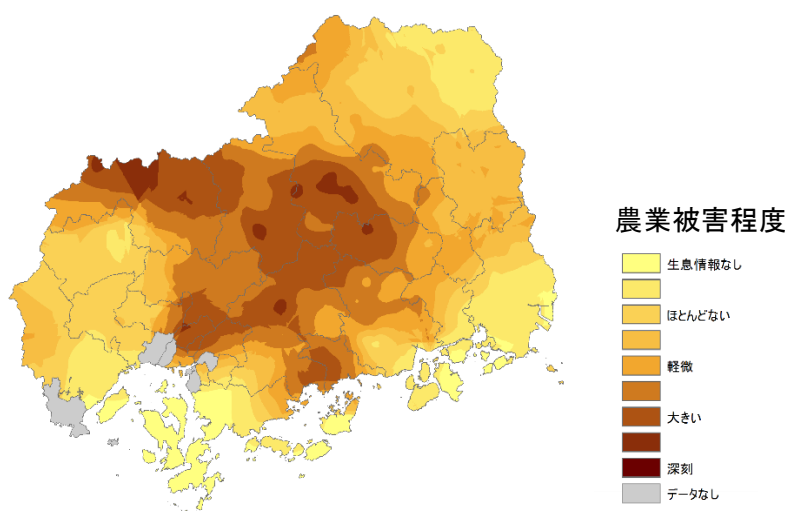 農業被害程度
生息情報なし
ほとんどない
軽微
大きい
深刻
データなし